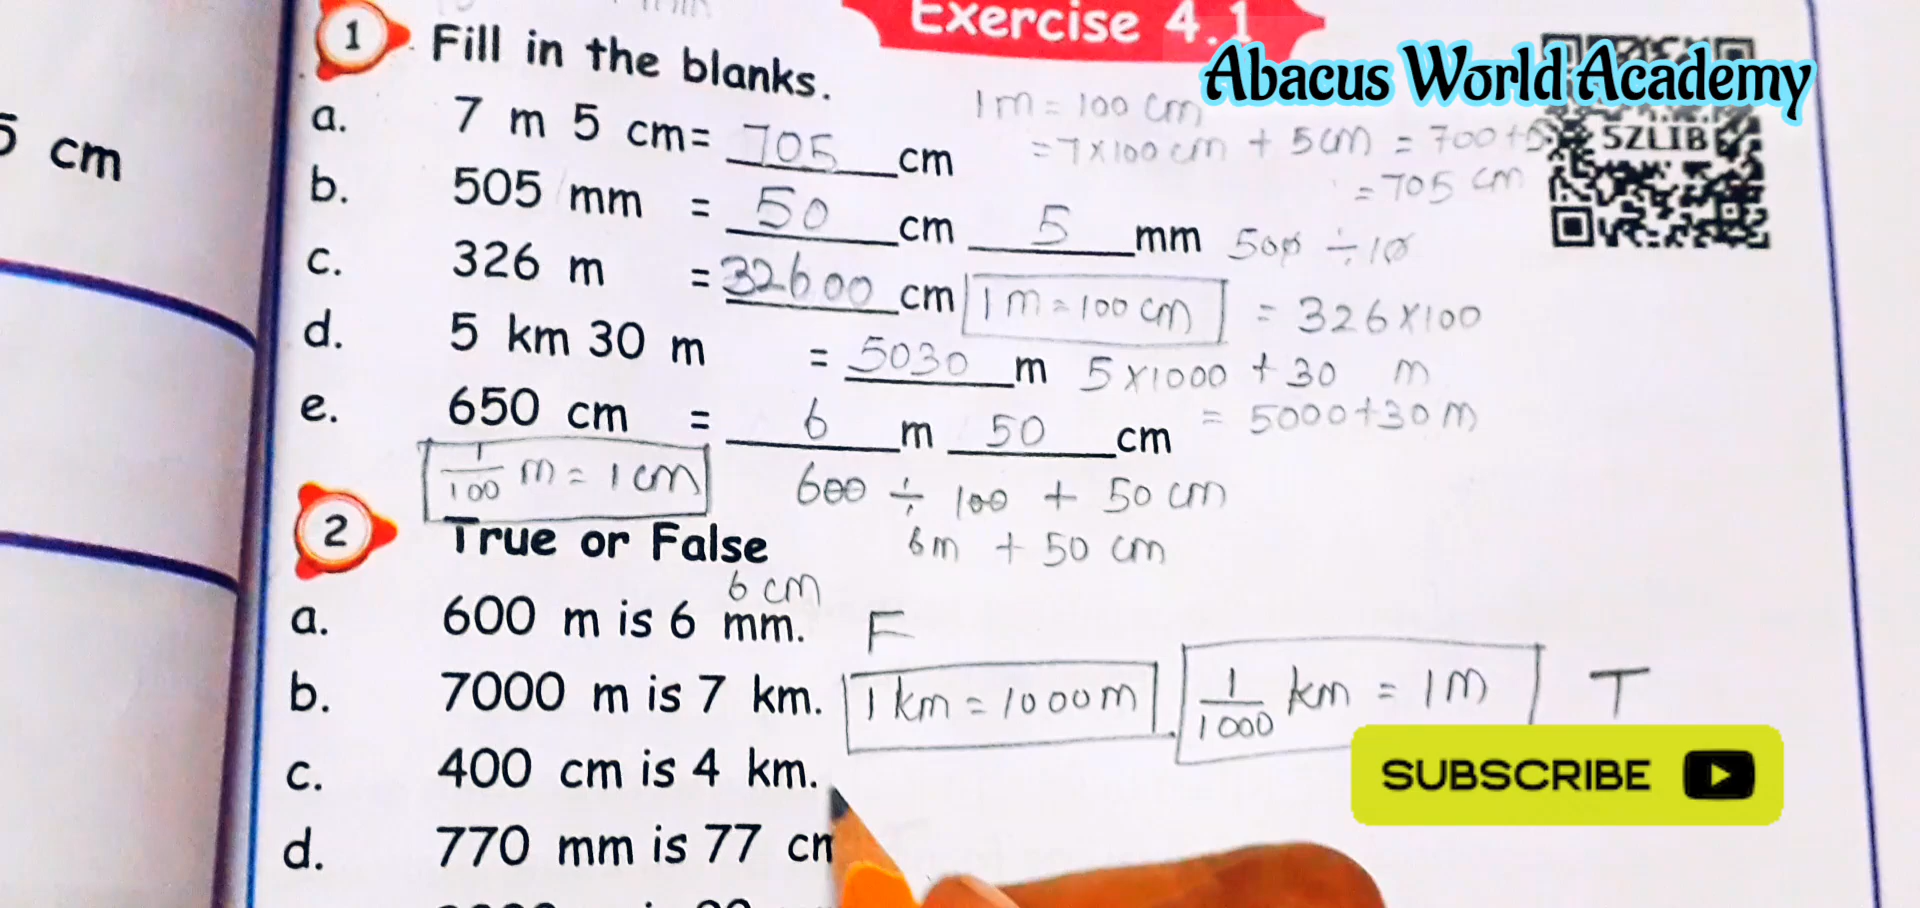 Exercise 4.1
Abacus World Academy
1 Fill in the blanks.
5 cm
1 m = 100 cm
a. 7 m 5 cm = 705 cm = 7 x 100 cm + 5 cm = 700 + 5
= 705 cm
5ZLIB
b. 505 mm = 50 cm 5 mm 500 ÷ 10
c. 326 m = 32600 cm 1 m = 100 cm = 326 x 100
d. 5 km 30 m = 5030 m 5 x 1000 + 30 m
= 5000 + 30 m
e. 650 cm = 6 m 50 cm
1/100 m = 1 cm 600 ÷ 100 + 50 cm
6 m + 50 cm
2 True or False
6 cm
a. 600 m is 6 mm. F
b. 7000 m is 7 km. 1 km = 1000 m 1/1000 km = 1 m T
c. 400 cm is 4 km.
SUBSCRIBE
d. 770 mm is 77 cm